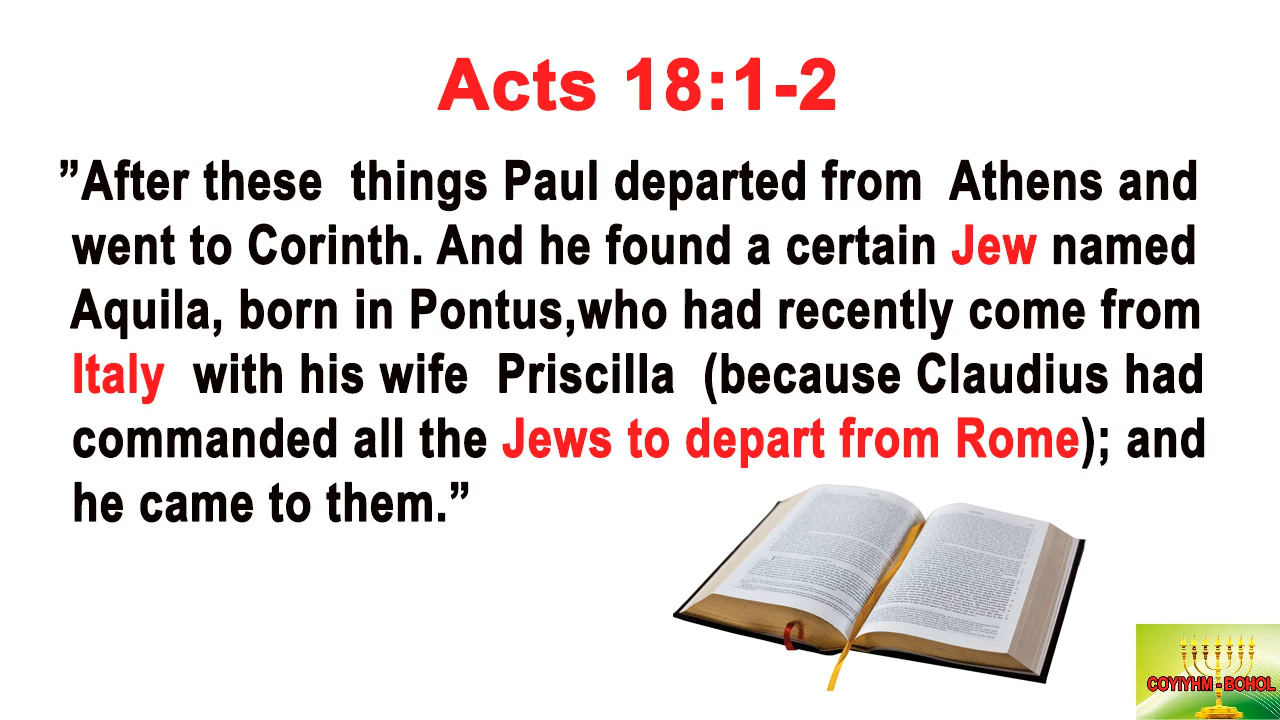 Acts 18:1-2
”After these things Paul departed from Athens and
went to Corinth. And he found a certain Jew named
Aquila, born in Pontus,who had recently come from
Italy with his wife Priscilla (because Claudius had
commanded all the Jews to depart from Rome); and
he came to them.”
COYIYHM - BOHOL